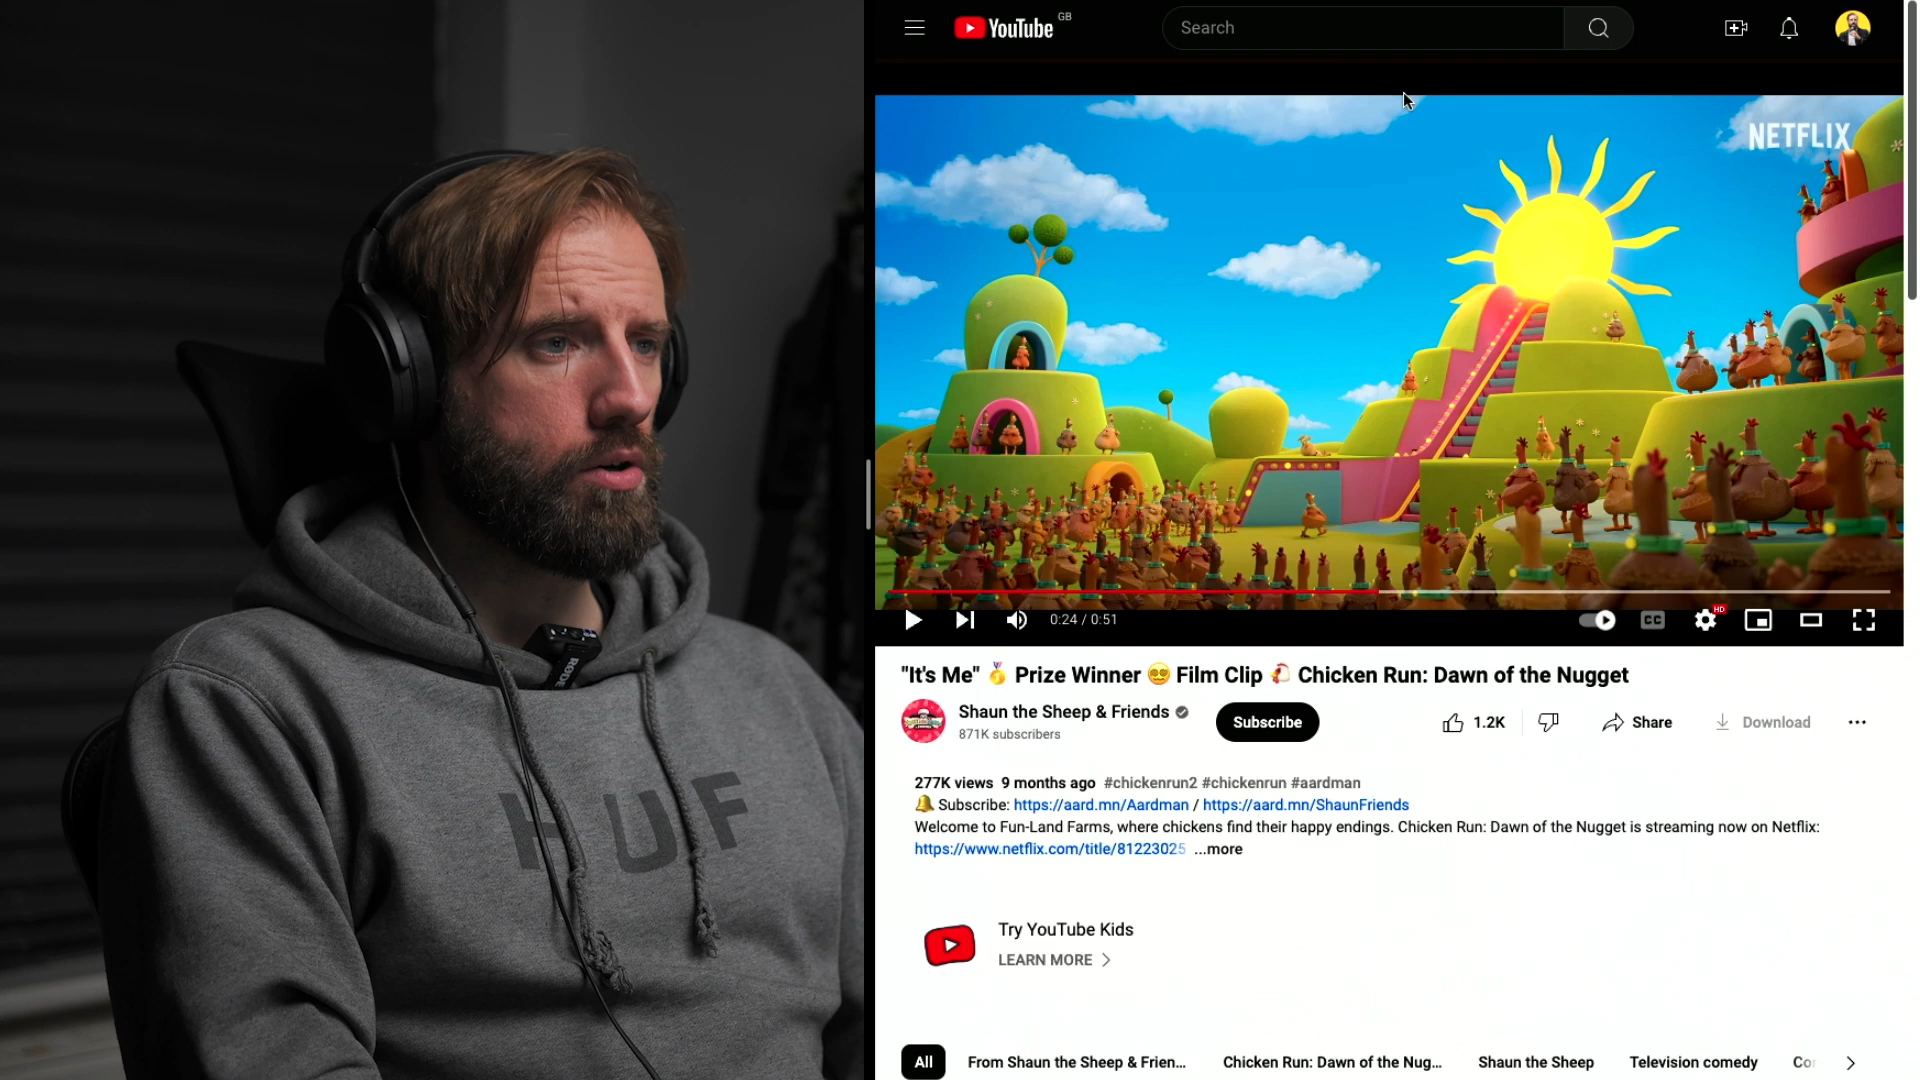 YouTube GB
Search
NETFLIX
0:24 / 0:51
CC
HD
"It's Me" 🥇 Prize Winner 😵‍💫 Film Clip 🐔 Chicken Run: Dawn of the Nugget
Shaun the Sheep & Friends
871K subscribers
Subscribe
1.2K
Share
Download
277K views 9 months ago #chickenrun2 #chickenrun #aardman
🔔 Subscribe: https://aard.mn/Aardman / https://aard.mn/ShaunFriends
Welcome to Fun-Land Farms, where chickens find their happy endings. Chicken Run: Dawn of the Nugget is streaming now on Netflix:
https://www.netflix.com/title/81223025 ...more
Try YouTube Kids
LEARN MORE
All
From Shaun the Sheep & Frien...
Chicken Run: Dawn of the Nug...
Shaun the Sheep
Television comedy
HUF
RØDE